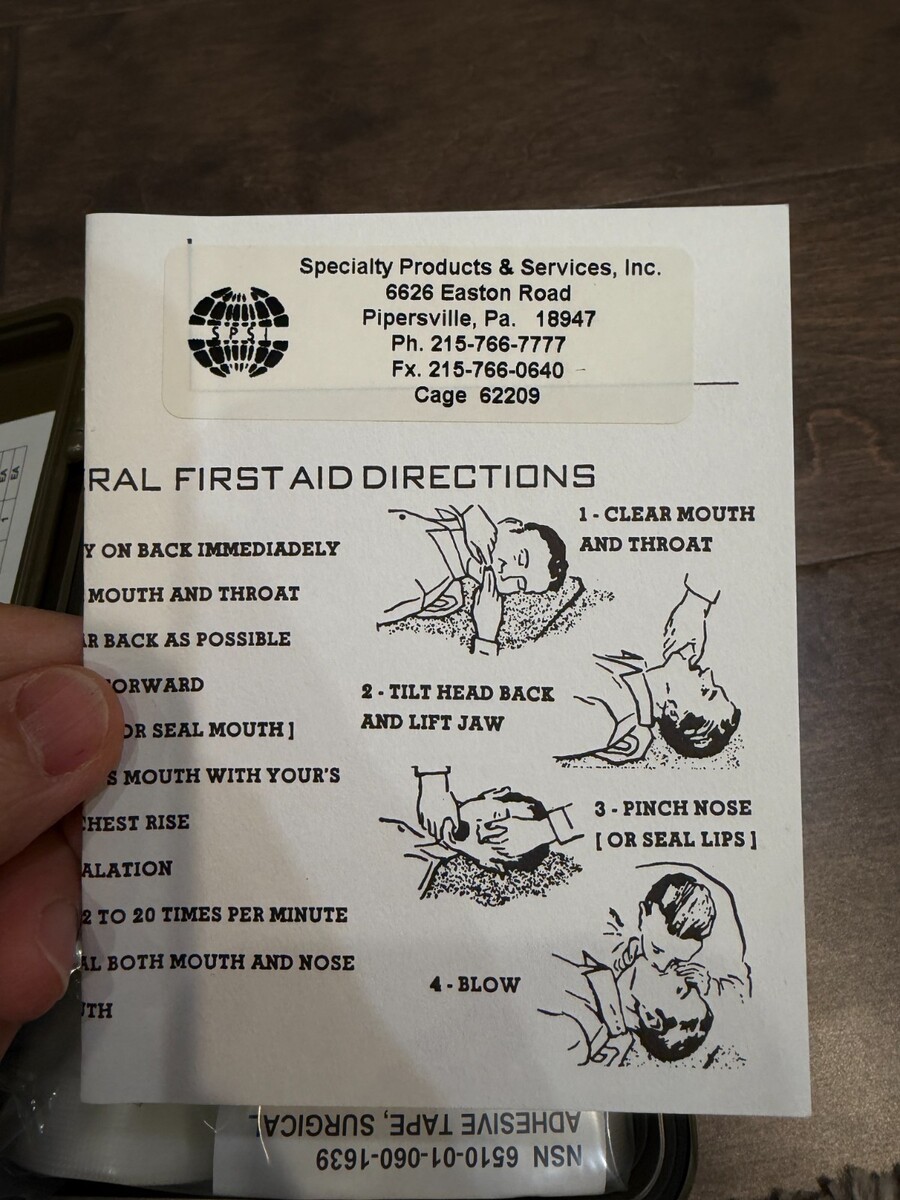 Specialty Products & Services, Inc.
6626 Easton Road
Pipersville, Pa. 18947
Ph. 215-766-7777
Fx. 215-766-0640
Cage 62209
SPSI
RAL FIRST AID DIRECTIONS
Y ON BACK IMMEDIADELY
MOUTH AND THROAT
AR BACK AS POSSIBLE
FORWARD
OR SEAL MOUTH ]
S MOUTH WITH YOUR'S
CHEST RISE
ALATION
2 TO 20 TIMES PER MINUTE
AL BOTH MOUTH AND NOSE
UTH
1 - CLEAR MOUTH
AND THROAT
2 - TILT HEAD BACK
AND LIFT JAW
3 - PINCH NOSE
[ OR SEAL LIPS ]
4 - BLOW
NSN 6510-01-060-1639
ADHESIVE TAPE, SURGICAL